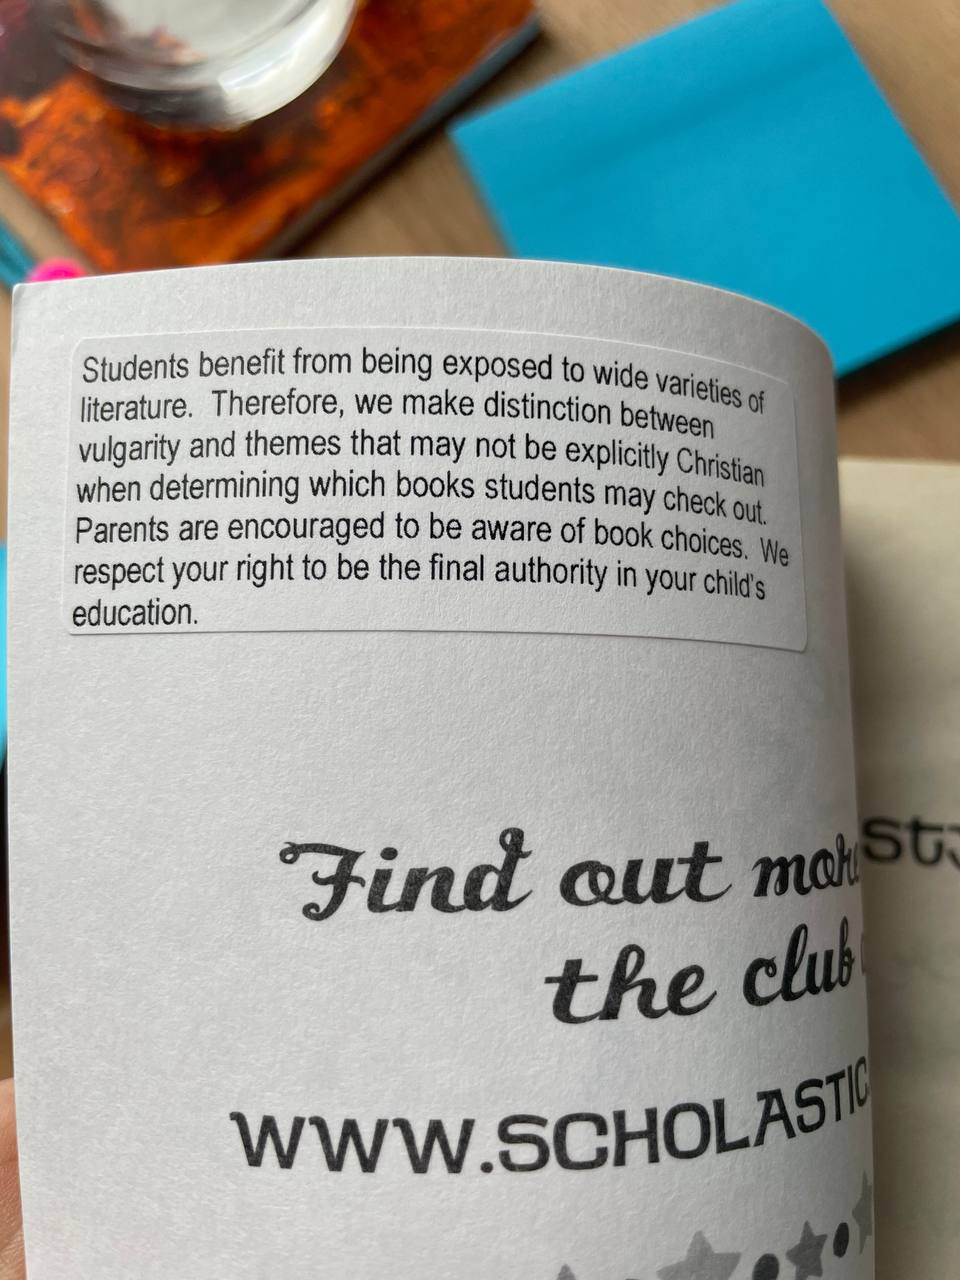 Students benefit from being exposed to wide varieties of
literature.  Therefore, we make distinction between
vulgarity and themes that may not be explicitly Christian
when determining which books students may check out.
Parents are encouraged to be aware of book choices.  We
respect your right to be the final authority in your child's
education.
Find out more
the club
WWW.SCHOLASTIC